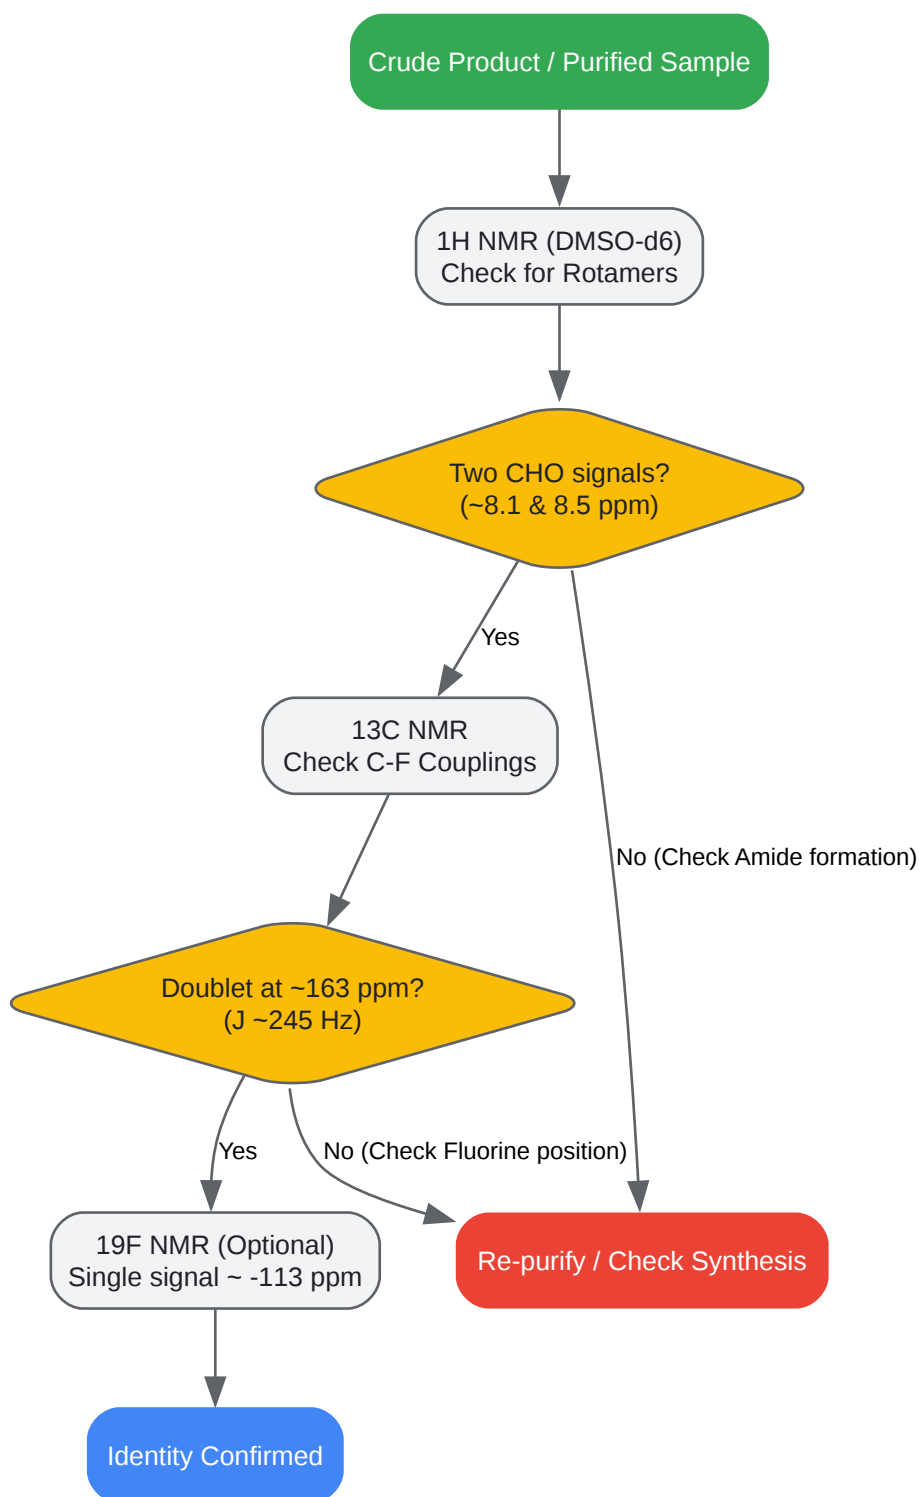 Crude Product / Purified Sample
1H NMR (DMSO-d6)
Check for Rotamers
Two CHO signals?
(~8.1 & 8.5 ppm)
Yes
13C NMR
Check C-F Couplings
No (Check Amide formation)
Doublet at ~163 ppm?
(J ~245 Hz)
Yes
No (Check Fluorine position)
19F NMR (Optional)
Single signal ~ -113 ppm
Re-purify / Check Synthesis
Identity Confirmed